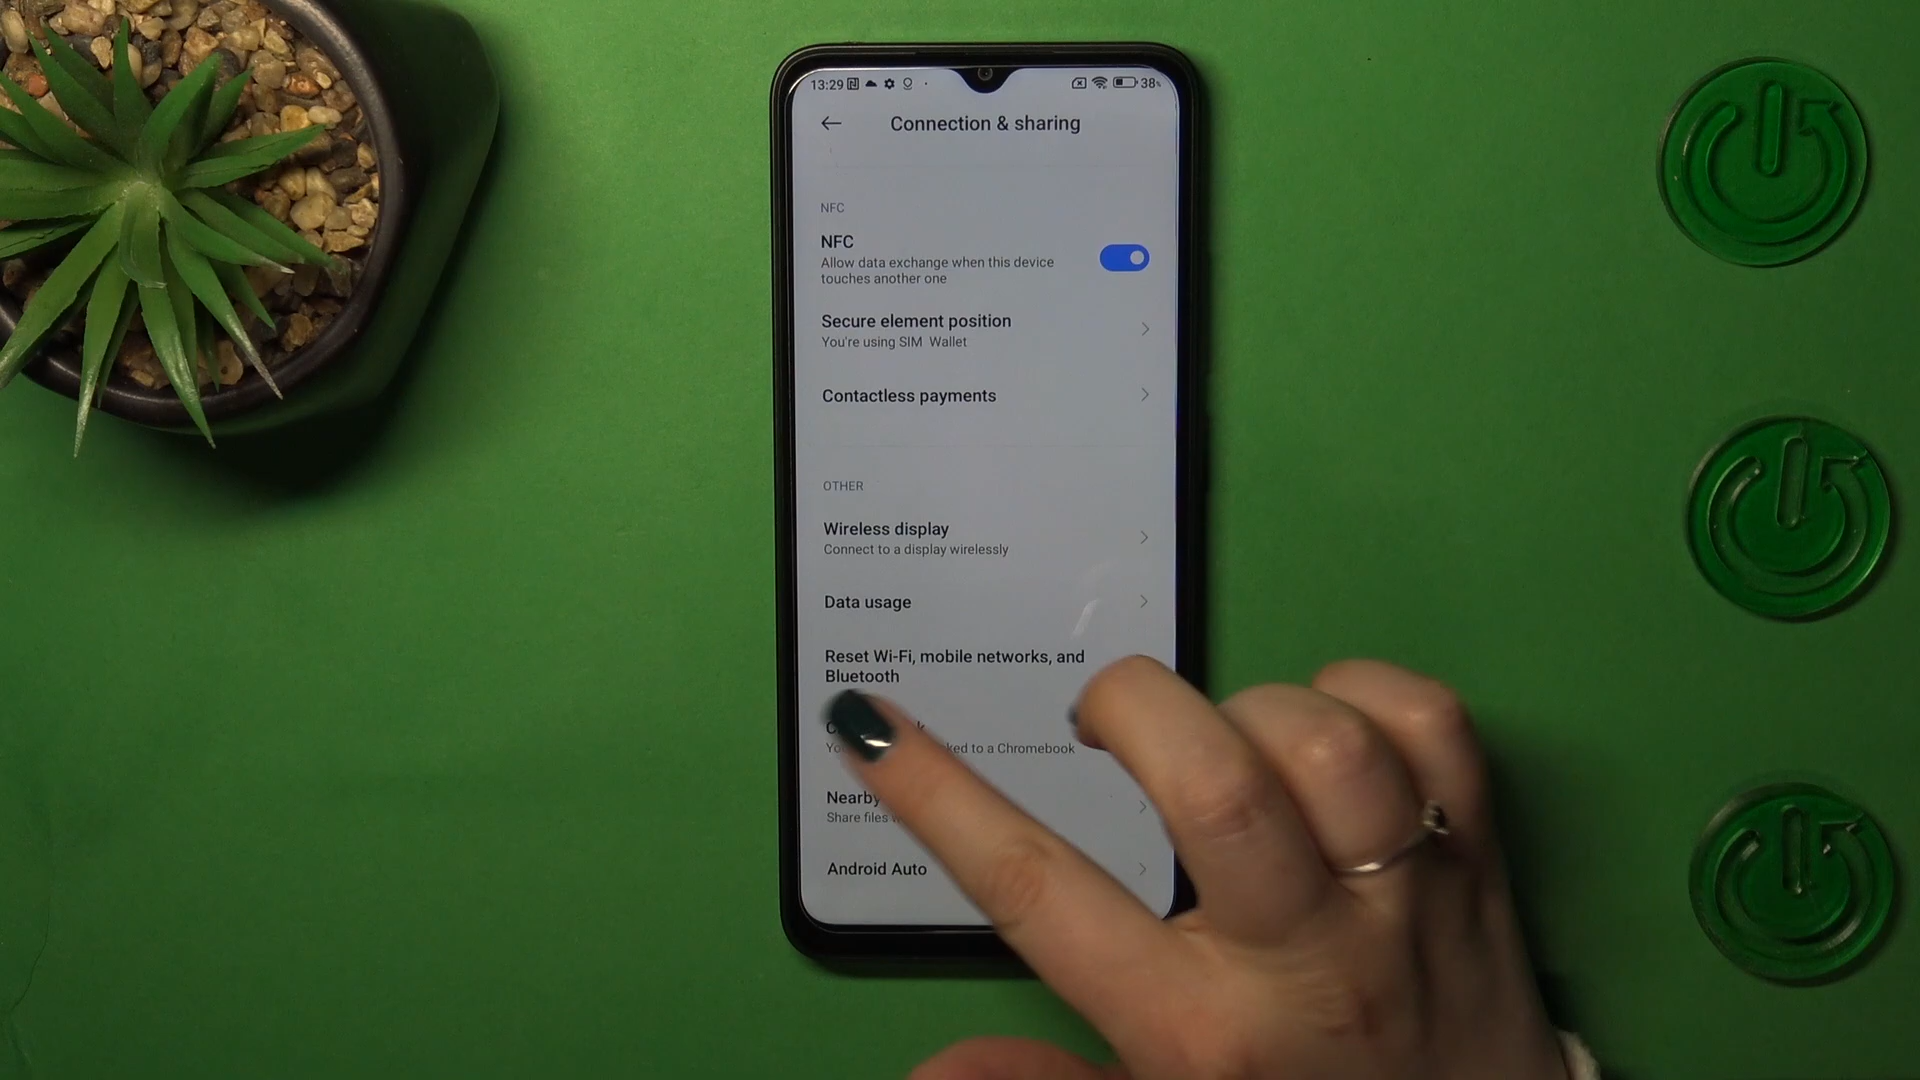 13:29 38
Connection & sharing
NFC
NFC
Allow data exchange when this device
touches another one
Secure element position
You're using SIM Wallet
Contactless payments
OTHER
Wireless display
Connect to a display wirelessly
Data usage
Reset Wi-Fi, mobile networks, and
Bluetooth
to a Chromebook
Nearby
Share files
Android Auto